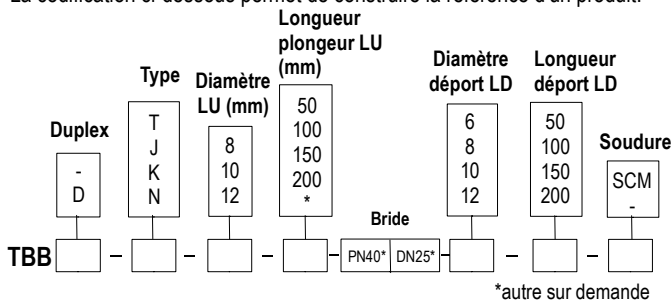 La codification ci-dessous permet de construire la référence d'un produit.
Longueur
plongeur LU
(mm)
Type
Diamètre
LU (mm)
Diamètre
déport LD
Longueur
déport LD
Duplex
Soudure
-
D
T
J
K
N
8
10
12
50
100
150
200
*
6
8
10
12
50
100
150
200
SCM
-
Bride
TBB - - - - PN40* DN25* - - -
*autre sur demande